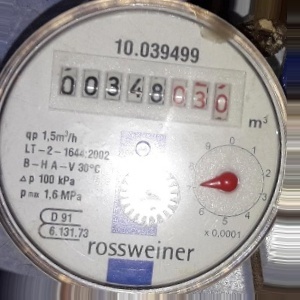 10.039499
00348030
m³
qp 1,5m³/h
LT-2-1644:2002
B-H A-V 30°C
Δp 100 kPa
p max 1,6 MPa
D 91
6.131.73
0 1 2 3 4 5 6 7 8 9
x 0,0001
rossweiner